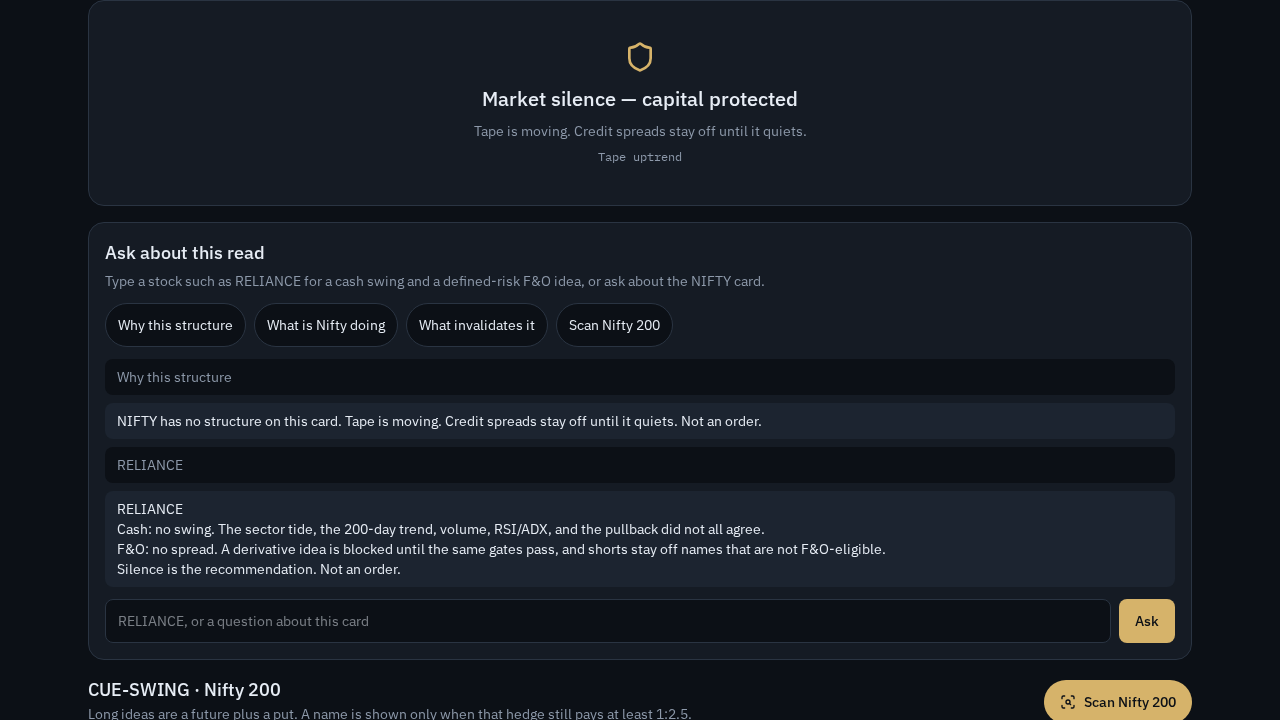 Market silence — capital protected
Tape is moving. Credit spreads stay off until it quiets.
Tape uptrend
Ask about this read
Type a stock such as RELIANCE for a cash swing and a defined-risk F&O idea, or ask about the NIFTY card.
Why this structure
What is Nifty doing
What invalidates it
Scan Nifty 200
Why this structure
NIFTY has no structure on this card. Tape is moving. Credit spreads stay off until it quiets. Not an order.
RELIANCE
RELIANCE
Cash: no swing. The sector tide, the 200-day trend, volume, RSI/ADX, and the pullback did not all agree.
F&O: no spread. A derivative idea is blocked until the same gates pass, and shorts stay off names that are not F&O-eligible.
Silence is the recommendation. Not an order.
RELIANCE, or a question about this card
Ask
CUE-SWING · Nifty 200
Scan Nifty 200
Long ideas are a future plus a put. A name is shown only when that hedge still pays at least 1:2.5.